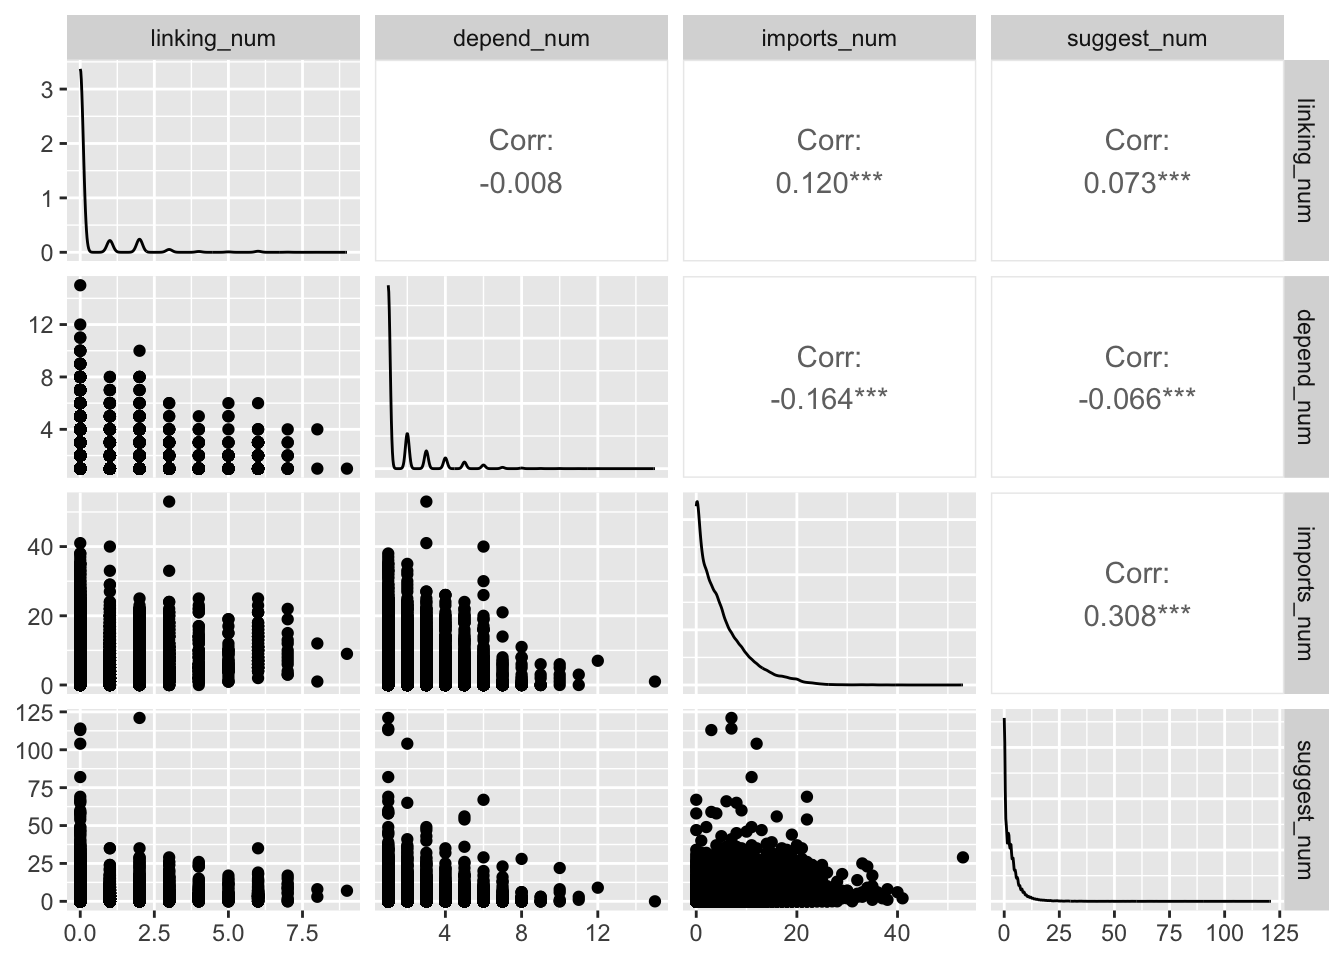 linking_num
depend_num
imports_num
suggest_num
3
2
1
0
Corr:
-0.008
Corr:
0.120***
Corr:
0.073***
linking_num
12
8
4
Corr:
-0.164***
Corr:
-0.066***
depend_num
40
20
0
Corr:
0.308***
imports_num
125
100
75
50
25
0
suggest_num
0.0
2.5
5.0
7.5
4
8
12
0
20
40
0
25
50
75
100
125